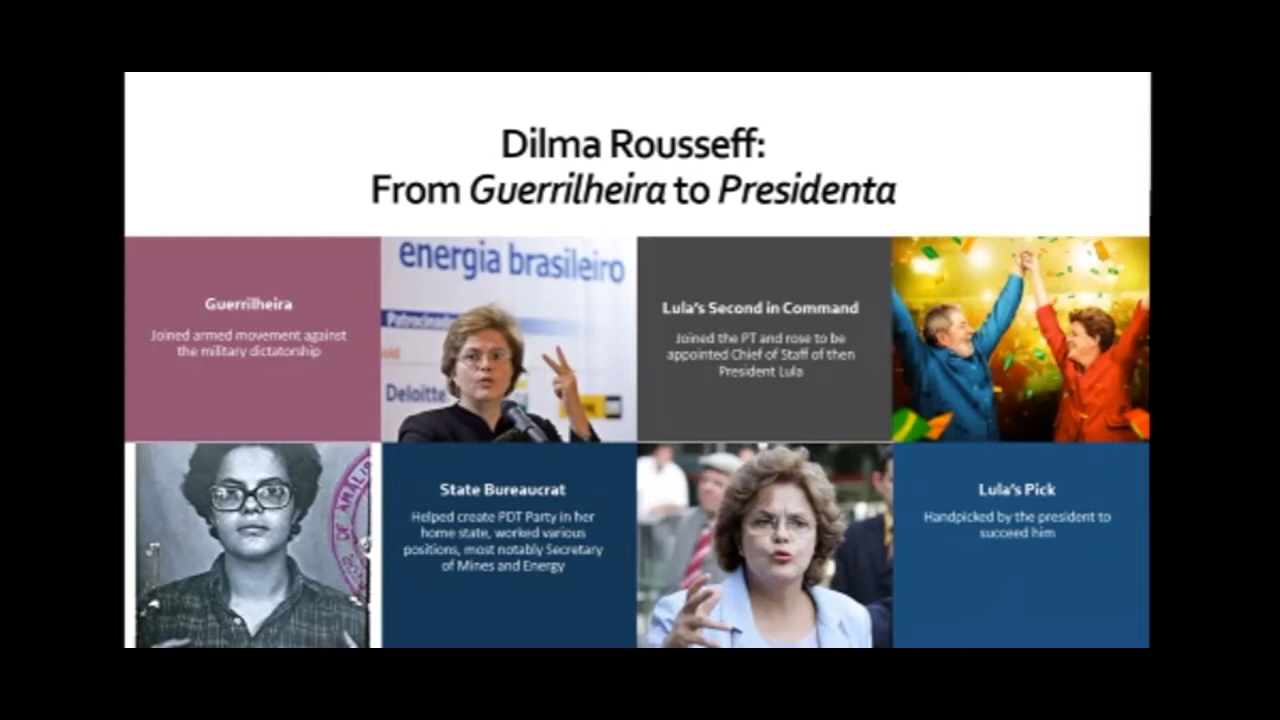 Dilma Rousseff:
From Guerrilheira to Presidenta
Guerrilheira
Joined armed movement against
the military dictatorship
energia brasileiro
Deloitte
Lula's Second in Command
Joined the PT and rose to be
appointed Chief of Staff of then
President Lula
State Bureaucrat
Helped create PDT Party in her
home state, worked various
positions, most notably Secretary
of Mines and Energy
Lula's Pick
Handpicked by the president to
succeed him